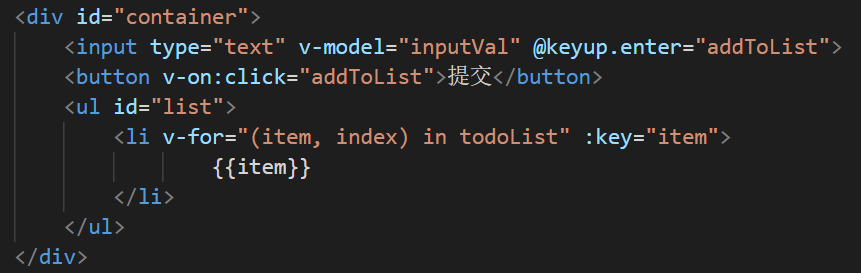 <div id="container">
    <input type="text" v-model="inputVal" @keyup.enter="addToList">
    <button v-on:click="addToList">提交</button>
    <ul id="list">
        <li v-for="(item, index) in todoList" :key="item">
                {{item}}
        </li>
    </ul>
</div>